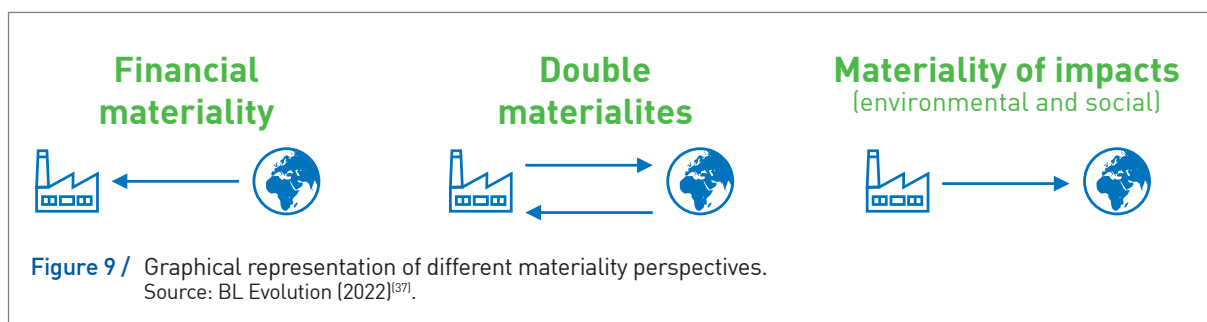 Financial
materiality
Double
materialites
Materiality of impacts
(environmental and social)
Figure 9 / Graphical representation of different materiality perspectives.
Source: BL Evolution (2022)[37].